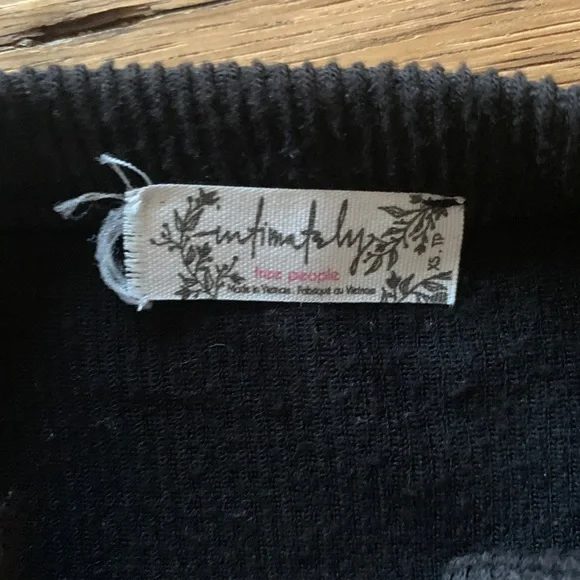 intimately
free people
Made in Vietnam . Fabriqué au Vietnam
XS . TP